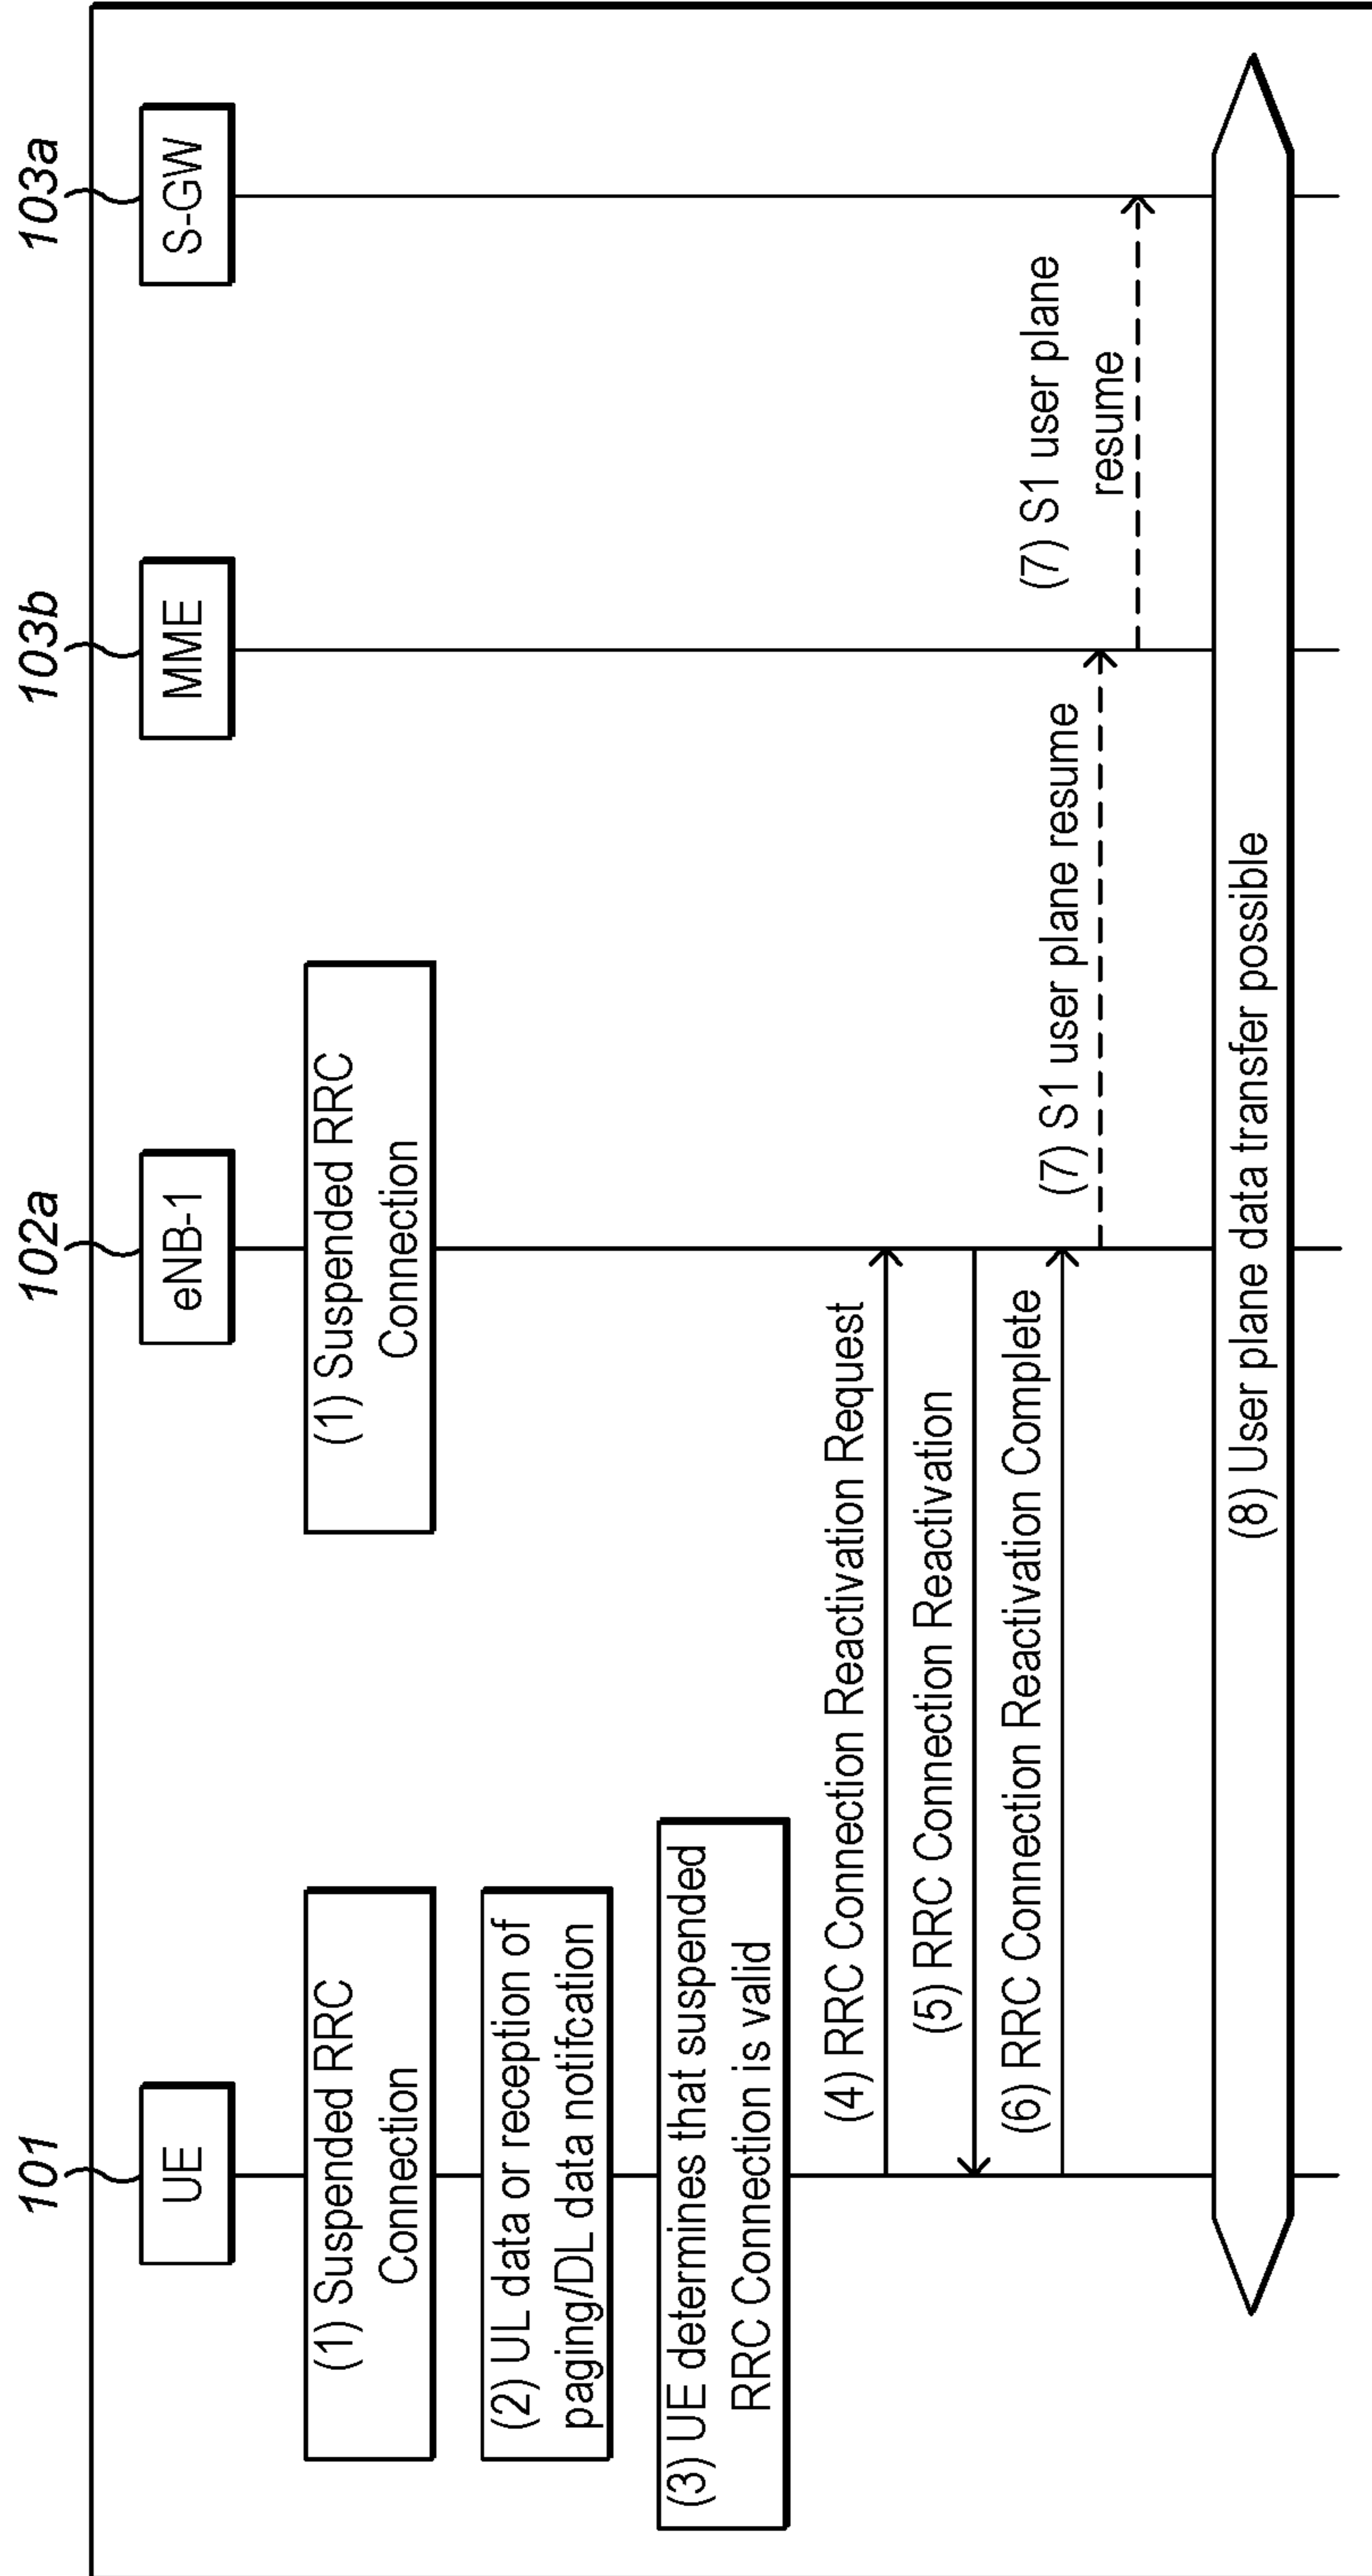 101
102a
103b
103a
UE
eNB-1
MME
S-GW
(1) Suspended RRC
Connection
(1) Suspended RRC
Connection
(2) UL data or reception of
paging/DL data notifcation
(3) UE determines that suspended
RRC Connection is valid
(4) RRC Connection Reactivation Request
(5) RRC Connection Reactivation
(6) RRC Connection Reactivation Complete
(7) S1 user plane resume
(7) S1 user plane
resume
(8) User plane data transfer possible